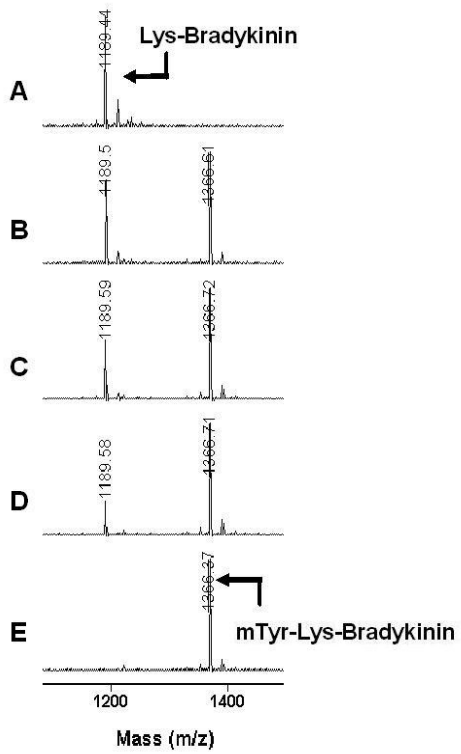 1189.44
Lys-Bradykinin
A
1489.5
1366.61
B
1189.59
1366.72
C
1189.58
1366.71
D
1366.37
E
mTyr-Lys-Bradykinin
1200
1400
Mass (m/z)